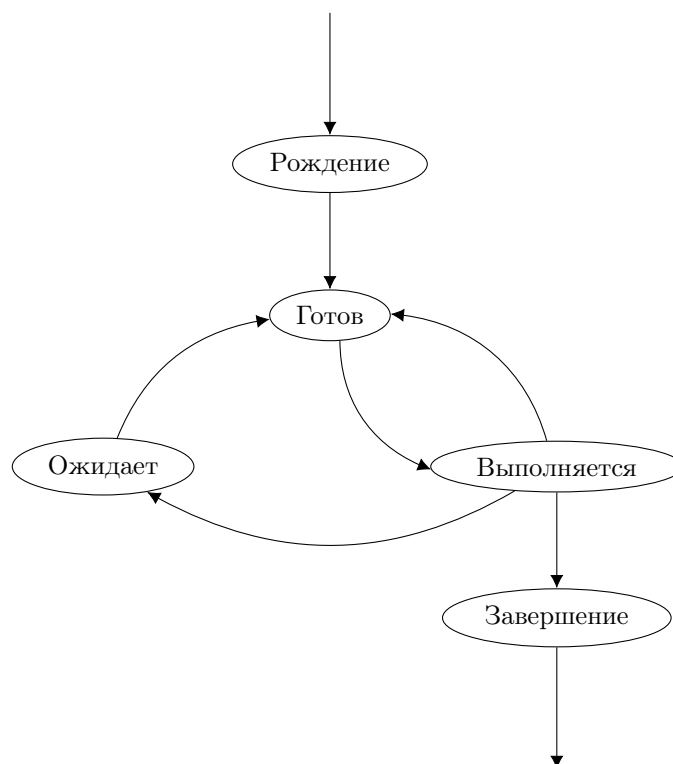 Рождение
Готов
Ожидает
Выполняется
Завершение